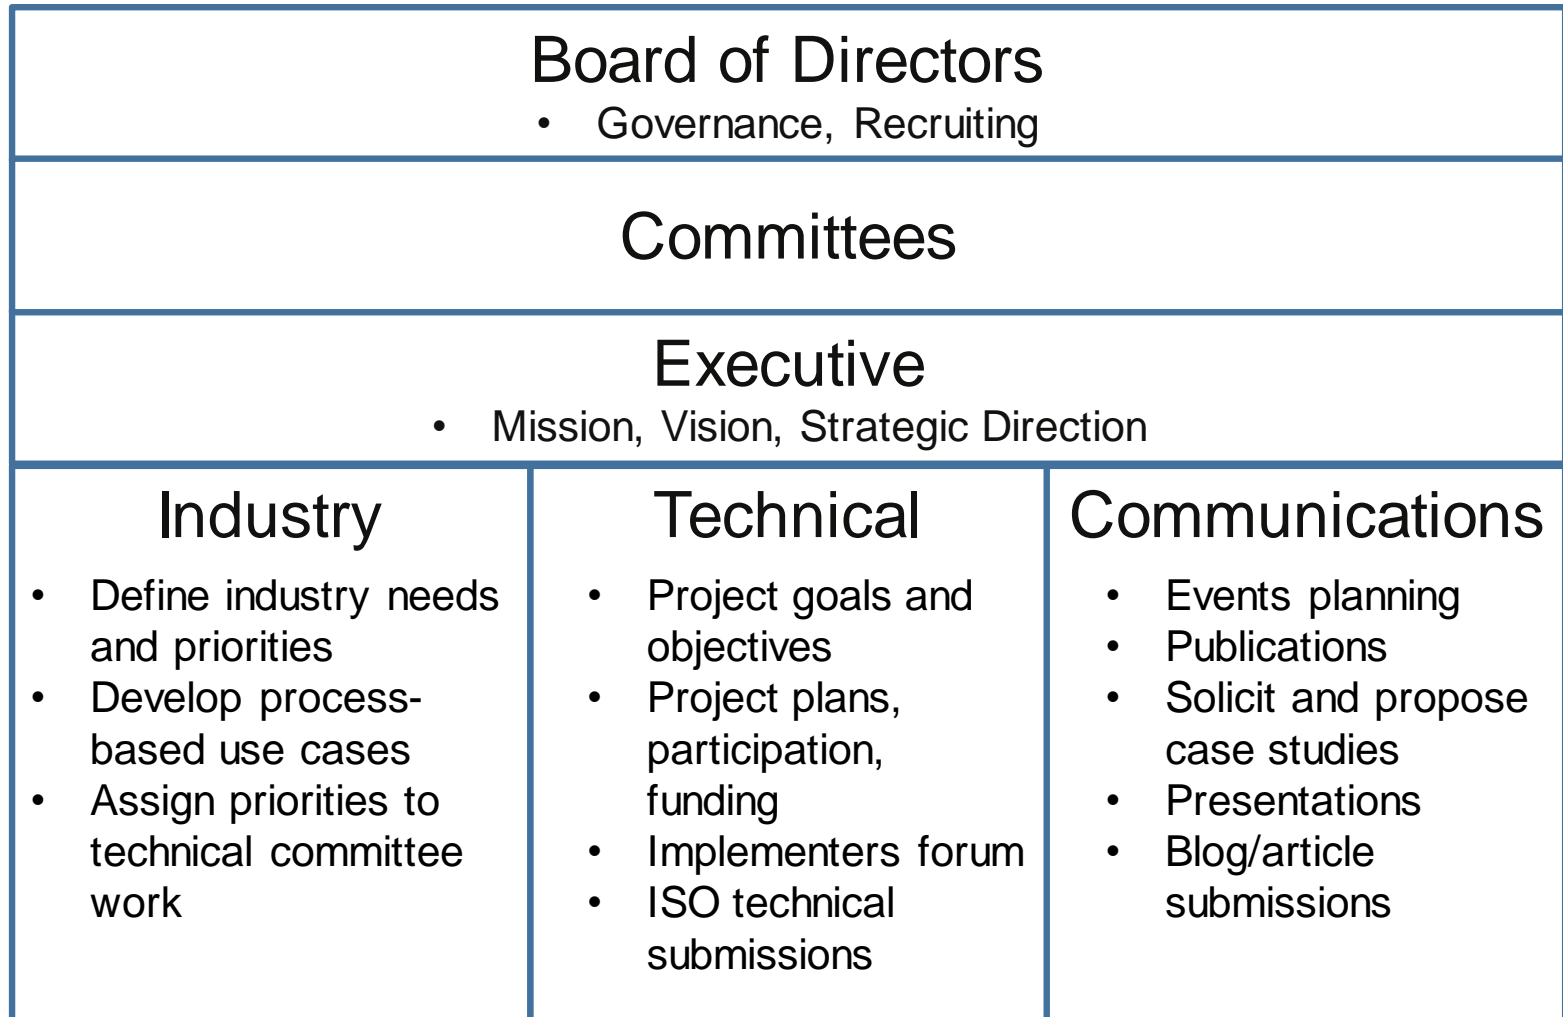 Board of Directors
• Governance, Recruiting
Committees
Executive
• Mission, Vision, Strategic Direction
Industry
• Define industry needs
and priorities
• Develop process-
based use cases
• Assign priorities to
technical committee
work
Technical
• Project goals and
objectives
• Project plans,
participation,
funding
• Implementers forum
• ISO technical
submissions
Communications
• Events planning
• Publications
• Solicit and propose
case studies
• Presentations
• Blog/article
submissions